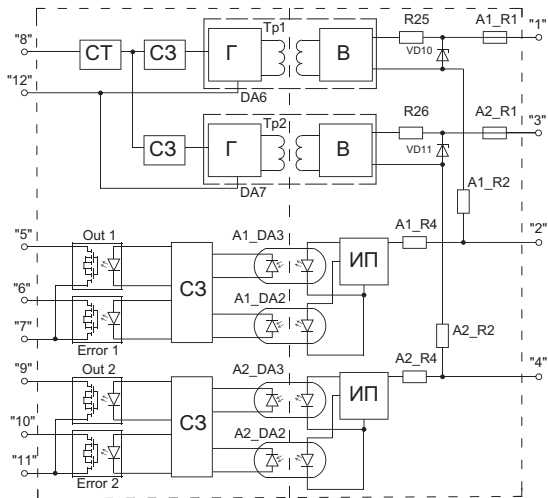 Тр1
R25
A1_R1
"8"
СТ
СЗ
Г
В
"1"
VD10
"12"
DA6
Тр2
R26
A2_R1
СЗ
Г
В
"3"
VD11
DA7
A1_R2
Out 1
A1_DA3
A1_R4
"5"
"2"
ИП
СЗ
"6"
A1_DA2
"7"
Error 1
A2_R2
Out 2
A2_DA3
A2_R4
"9"
"4"
ИП
СЗ
"10"
A2_DA2
"11"
Error 2